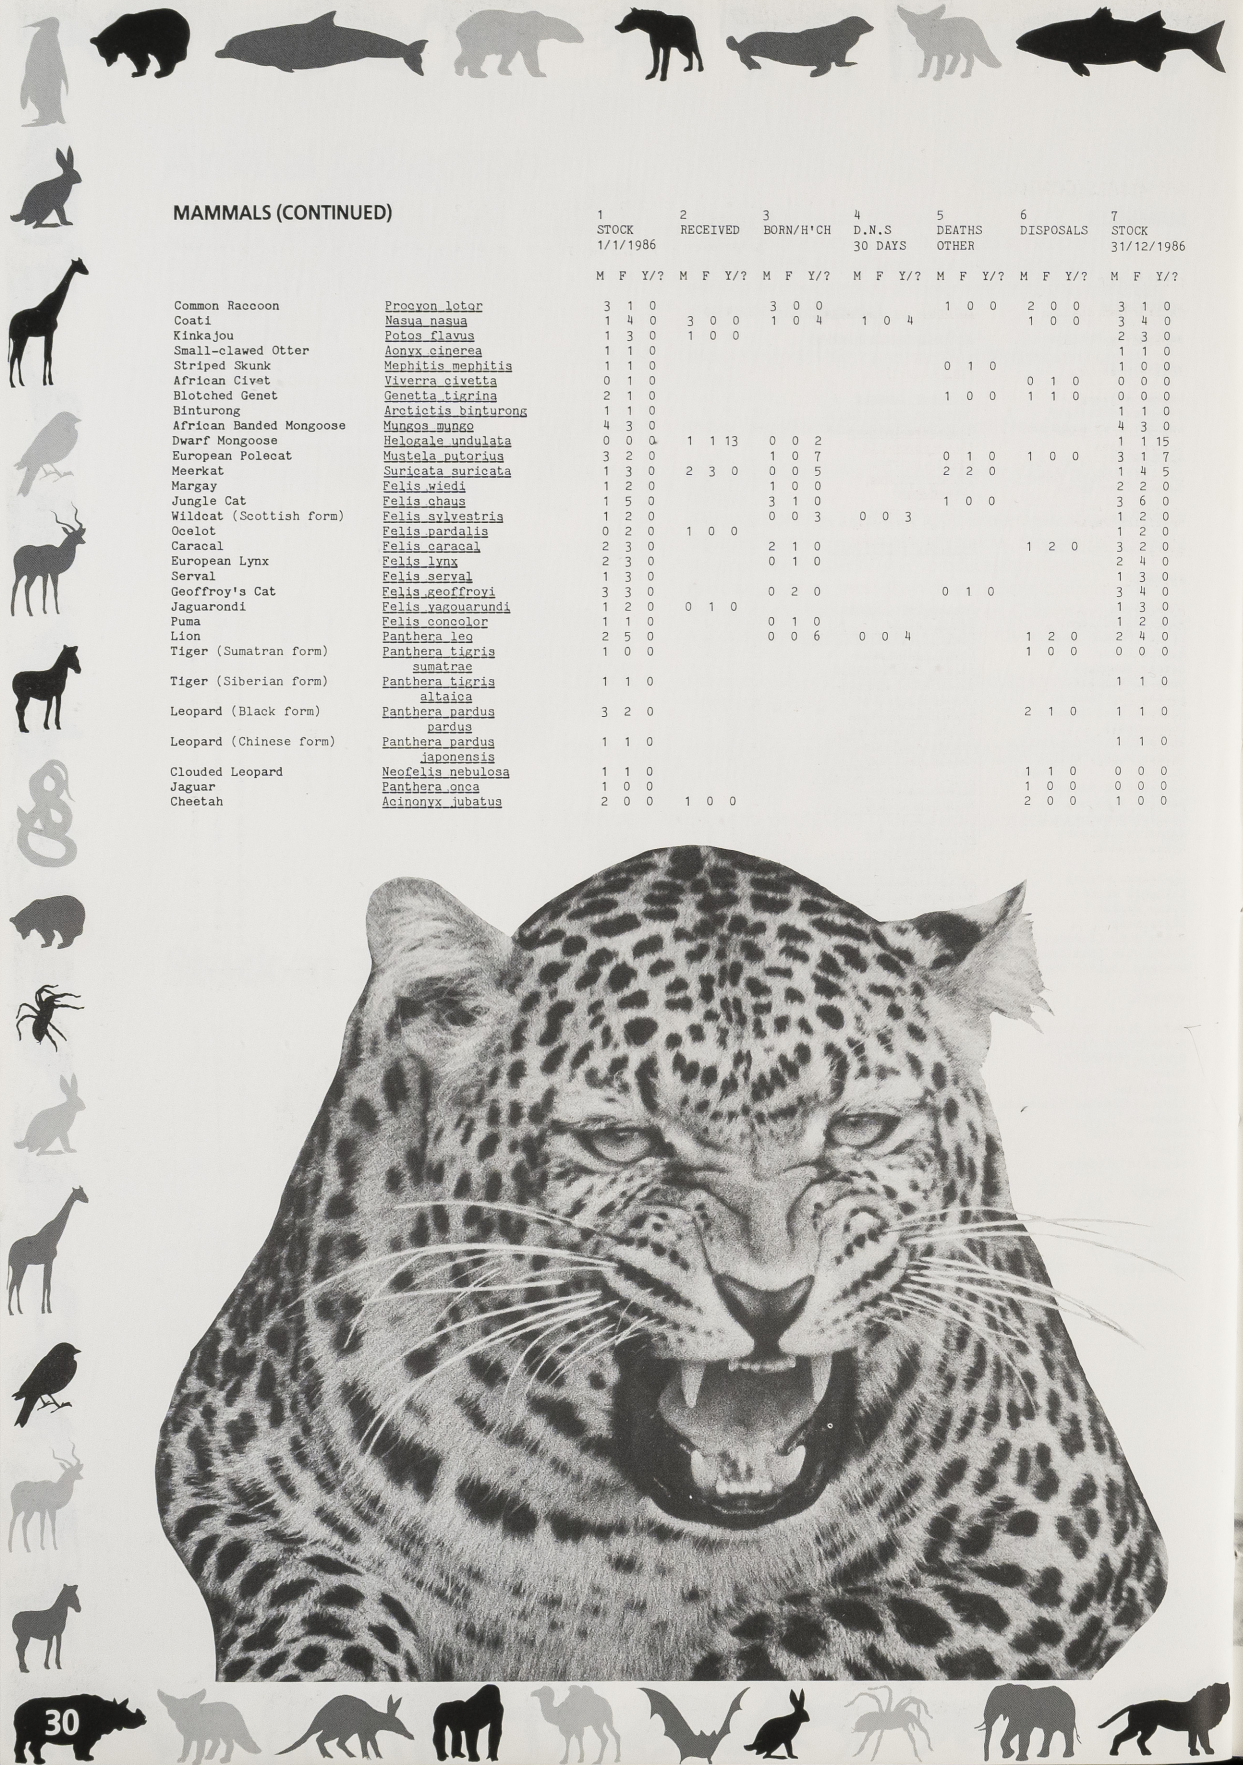 MAMMALS (CONTINUED)
1 2 3 4 5 6 7
STOCK RECEIVED BORN/H'CH D.N.S DEATHS DISPOSALS STOCK
1/1/1986 30 DAYS OTHER 31/12/1986
M F Y/? M F Y/? M F Y/? M F Y/? M F Y/? M F Y/? M F Y/?
Common Raccoon Procyon lotor 3 1 0 3 0 0 1 0 0 2 0 0 3 1 0
Coati Nasua nasua 1 4 0 3 0 0 1 0 4 1 0 4 1 0 0 3 4 0
Kinkajou Potos flavus 1 3 0 1 0 0 2 3 0
Small-clawed Otter Aonyx cinerea 1 1 0 1 1 0
Striped Skunk Mephitis mephitis 1 1 0 0 1 0 1 0 0
African Civet Viverra civetta 0 1 0 0 1 0 0 0 0
Blotched Genet Genetta tigrina 2 1 0 1 0 0 1 1 0 0 0 0
Binturong Arctictis binturong 1 1 0 1 1 0
African Banded Mongoose Mungos mungo 4 3 0 4 3 0
Dwarf Mongoose Helogale undulata 0 0 0 1 1 13 0 0 2 1 1 15
European Polecat Mustela putorius 3 2 0 1 0 7 0 1 0 1 0 0 3 1 7
Meerkat Suricata suricata 1 3 0 2 3 0 0 0 5 2 2 0 1 4 5
Margay Felis wiedi 1 2 0 1 0 0 2 2 0
Jungle Cat Felis chaus 1 5 0 3 1 0 1 0 0 3 6 0
Wildcat (Scottish form) Felis sylvestris 1 2 0 0 0 3 0 0 3 1 2 0
Ocelot Felis pardalis 0 2 0 1 0 0 1 2 0
Caracal Felis caracal 2 3 0 2 1 0 1 2 0 3 2 0
European Lynx Felis lynx 2 3 0 0 1 0 2 4 0
Serval Felis serval 1 3 0 1 3 0
Geoffroy's Cat Felis geoffroyi 3 3 0 0 2 0 0 1 0 3 4 0
Jaguarondi Felis yagouarundi 1 2 0 0 1 0 1 3 0
Puma Felis concolor 1 1 0 0 1 0 1 2 0
Lion Panthera leo 2 5 0 0 0 6 0 0 4 1 2 0 2 4 0
Tiger (Sumatran form) Panthera tigris 1 0 0 1 0 0 0 0 0
sumatrae
Tiger (Siberian form) Panthera tigris 1 1 0 1 1 0
altaica
Leopard (Black form) Panthera pardus 3 2 0 2 1 0 1 1 0
pardus
Leopard (Chinese form) Panthera pardus 1 1 0 1 1 0
japonensis
Clouded Leopard Neofelis nebulosa 1 1 0 1 1 0 0 0 0
Jaguar Panthera onca 1 0 0 1 0 0 0 0 0
Cheetah Acinonyx jubatus 2 0 0 1 0 0 2 0 0 1 0 0
30